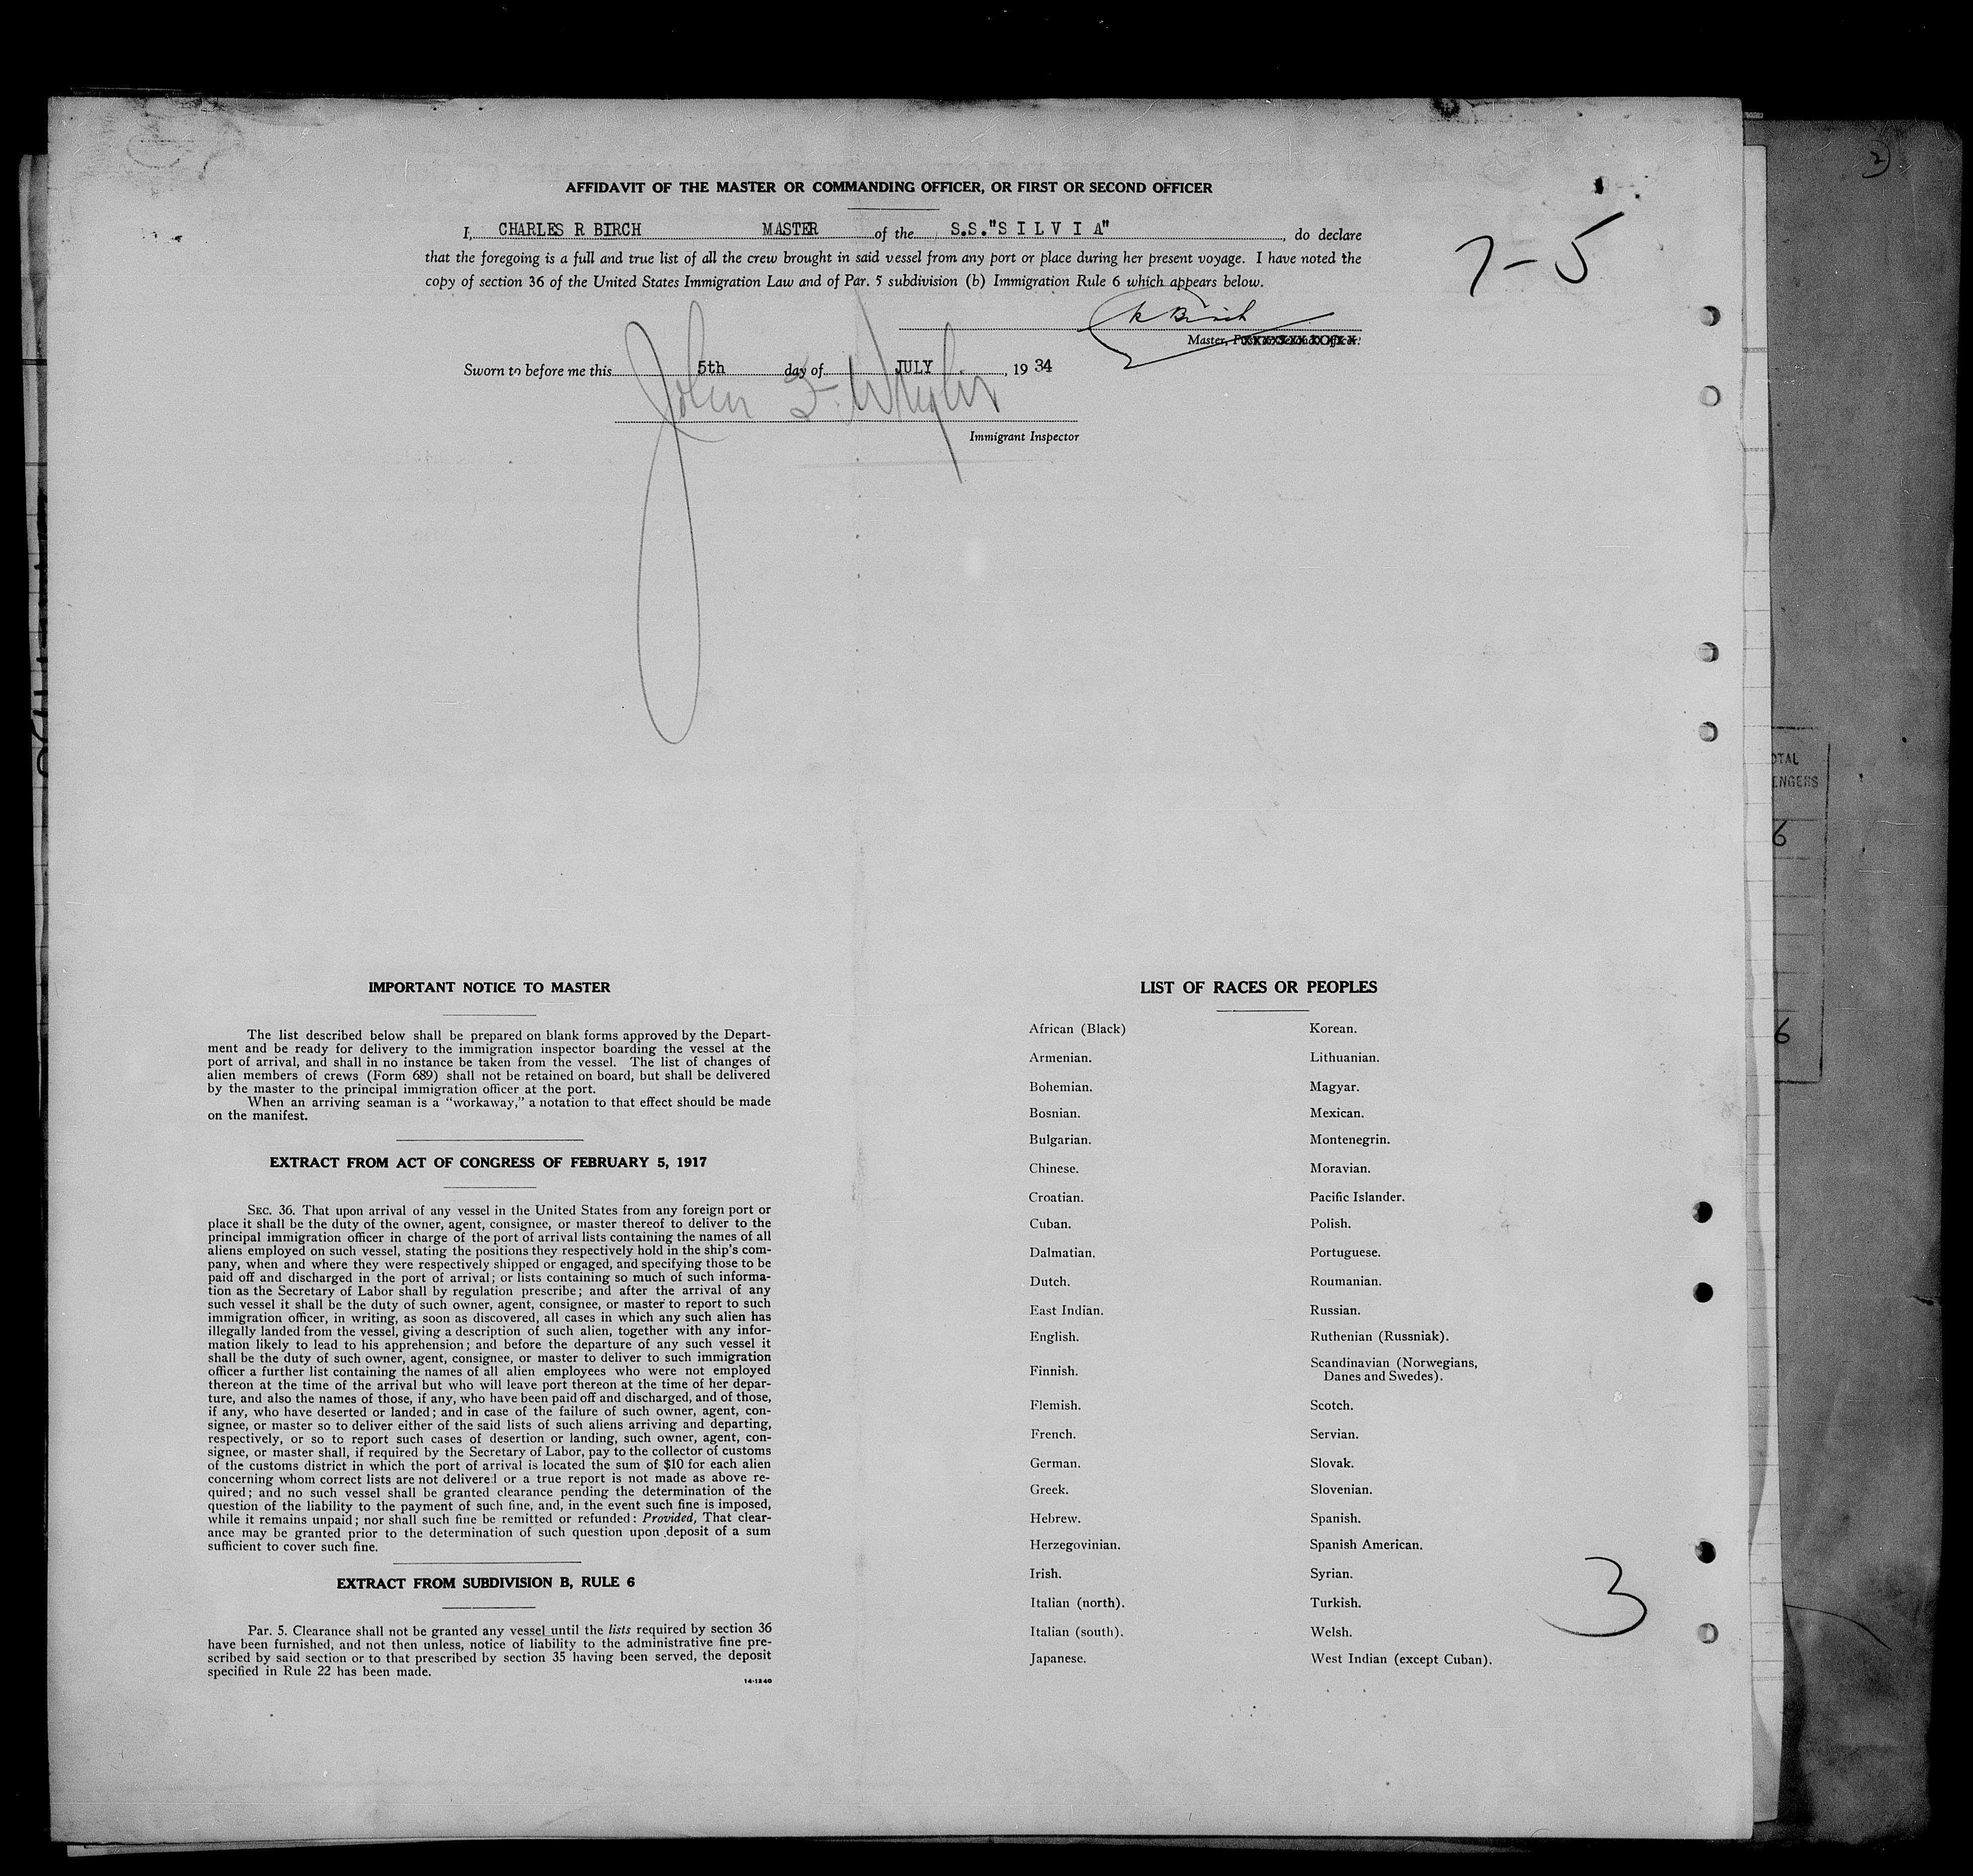 AFFIDAVIT OF THE MASTER OR COMMANDING OFFICER, OR FIRST OR SECOND OFFICER
I, CHARLES R BIRCH MASTER of the S.S."S I L V I A", do declare
that the foregoing is a full and true list of all the crew brought in said vessel from any port or place during her present voyage. I have noted the
copy of section 36 of the United States Immigration Law and of Par. 5 subdivision (b) Immigration Rule 6 which appears below.
7-5
R Birch
Master,
Sworn to before me this 5th day of JULY, 19 34
John
Immigrant Inspector
2
OTAL
ENGERS
6
6
IMPORTANT NOTICE TO MASTER
The list described below shall be prepared on blank forms approved by the Depart-
ment and be ready for delivery to the immigration inspector boarding the vessel at the
port of arrival, and shall in no instance be taken from the vessel. The list of changes of
alien members of crews (Form 689) shall not be retained on board, but shall be delivered
by the master to the principal immigration officer at the port.
When an arriving seaman is a "workaway," a notation to that effect should be made
on the manifest.
EXTRACT FROM ACT OF CONGRESS OF FEBRUARY 5, 1917
SEC. 36. That upon arrival of any vessel in the United States from any foreign port or
place it shall be the duty of the owner, agent, consignee, or master thereof to deliver to the
principal immigration officer in charge of the port of arrival lists containing the names of all
aliens employed on such vessel, stating the positions they respectively hold in the ship's com-
pany, when and where they were respectively shipped or engaged, and specifying those to be
paid off and discharged in the port of arrival; or lists containing so much of such informa-
tion as the Secretary of Labor shall by regulation prescribe; and after the arrival of any
such vessel it shall be the duty of such owner, agent, consignee, or master to report to such
immigration officer, in writing, as soon as discovered, all cases in which any such alien has
illegally landed from the vessel, giving a description of such alien, together with any infor-
mation likely to lead to his apprehension; and before the departure of any such vessel it
shall be the duty of such owner, agent, consignee, or master to deliver to such immigration
officer a further list containing the names of all alien employees who were not employed
thereon at the time of the arrival but who will leave port thereon at the time of her depar-
ture, and also the names of those, if any, who have been paid off and discharged, and of those,
if any, who have deserted or landed; and in case of the failure of such owner, agent, con-
signee, or master so to deliver either of the said lists of such aliens arriving and departing,
respectively, or so to report such cases of desertion or landing, such owner, agent, con-
signee, or master shall, if required by the Secretary of Labor, pay to the collector of customs
of the customs district in which the port of arrival is located the sum of $10 for each alien
concerning whom correct lists are not delivered or a true report is not made as above re-
quired; and no such vessel shall be granted clearance pending the determination of the
question of the liability to the payment of such fine, and, in the event such fine is imposed,
while it remains unpaid; nor shall such fine be remitted or refunded: Provided, That clear-
ance may be granted prior to the determination of such question upon deposit of a sum
sufficient to cover such fine.
EXTRACT FROM SUBDIVISION B, RULE 6
Par. 5. Clearance shall not be granted any vessel until the lists required by section 36
have been furnished, and not then unless, notice of liability to the administrative fine pre-
scribed by said section or to that prescribed by section 35 having been served, the deposit
specified in Rule 22 has been made.
14-1240
LIST OF RACES OR PEOPLES
African (Black)
Armenian.
Bohemian.
Bosnian.
Bulgarian.
Chinese.
Croatian.
Cuban.
Dalmatian.
Dutch.
East Indian.
English.
Finnish.
Flemish.
French.
German.
Greek.
Hebrew.
Herzegovinian.
Irish.
Italian (north).
Italian (south).
Japanese.
Korean.
Lithuanian.
Magyar.
Mexican.
Montenegrin.
Moravian.
Pacific Islander.
Polish.
Portuguese.
Roumanian.
Russian.
Ruthenian (Russniak).
Scandinavian (Norwegians,
Danes and Swedes).
Scotch.
Servian.
Slovak.
Slovenian.
Spanish.
Spanish American.
Syrian.
Turkish.
Welsh.
West Indian (except Cuban).
3